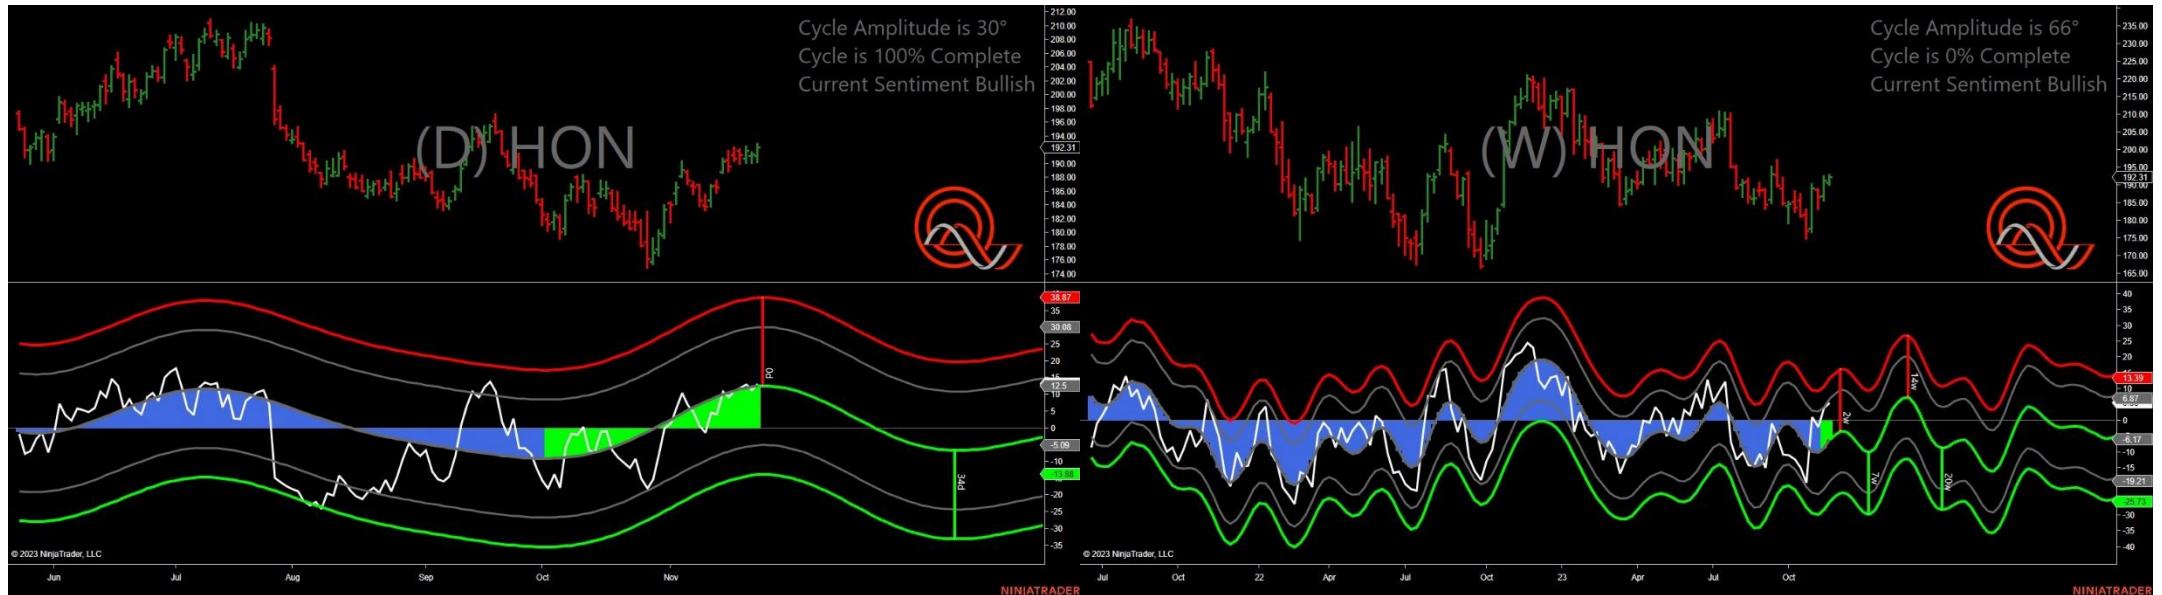 Cycle Amplitude is 30°
Cycle is 100% Complete
Current Sentiment Bullish
(D) HON
212.00
210.00
208.00
206.00
204.00
202.00
200.00
198.00
196.00
194.00
192.31
190.00
188.00
186.00
184.00
182.00
180.00
178.00
176.00
174.00
38.87
35
30.08
25
20
15
12.5
10
5
0
-5.09
-10
-13.88
-20
-25
-30
-35
0d
34d
© 2023 NinjaTrader, LLC
Jun
Jul
Aug
Sep
Oct
Nov
NINJATRADER
Cycle Amplitude is 66°
Cycle is 0% Complete
Current Sentiment Bullish
(W) HON
235.00
230.00
225.00
220.00
215.00
210.00
205.00
200.00
195.00
192.31
190.00
185.00
180.00
175.00
170.00
165.00
40
35
30
25
20
13.39
10
6.87
0
-6.17
-10
-15
-19.21
-25.73
-30
-35
-40
2w
7w
14w
20w
© 2023 NinjaTrader, LLC
Jul
Oct
22
Apr
Jul
Oct
23
Apr
Jul
Oct
NINJATRADER